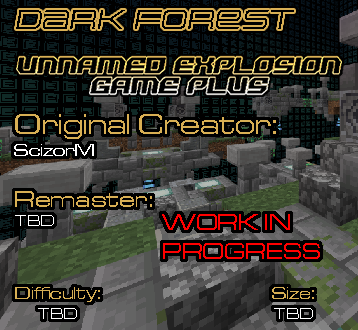 Dark Forest
Unnamed Explosion
Game Plus
Original Creator:
ScizorM
Remaster:
TBD
WORK IN
PROGRESS
Difficulty:
TBD
Size:
TBD